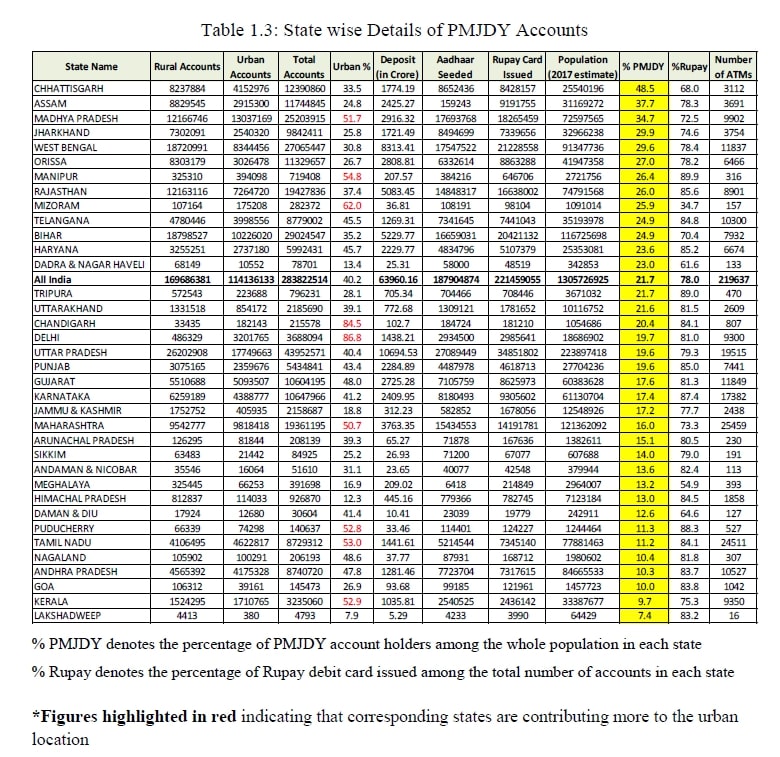 Table 1.3: State wise Details of PMJDY Accounts
State Name Rural Accounts Urban Accounts Total Accounts Urban % Deposit (in Crore) Aadhaar Seeded Rupay Card Issued Population (2017 estimate) % PMJDY %Rupay Number of ATMs
CHHATTISGARH 8237884 4152976 12390860 33.5 1774.19 8652436 8428157 25540196 48.5 68.0 3112
ASSAM 8829545 2915300 11744845 24.8 2425.27 159243 9191755 31169272 37.7 78.3 3691
MADHYA PRADESH 12166746 13037169 25203915 51.7 2916.32 17693768 18265459 72597565 34.7 72.5 9902
JHARKHAND 7302091 2540320 9842411 25.8 1721.49 8494699 7339656 32966238 29.9 74.6 3754
WEST BENGAL 18720991 8344456 27065447 30.8 8313.41 17547522 21228558 91347736 29.6 78.4 11837
ORISSA 8303179 3026478 11329657 26.7 2808.81 6332614 8863288 41947358 27.0 78.2 6466
MANIPUR 325310 394098 719408 54.8 207.57 384216 646706 2721756 26.4 89.9 316
RAJASTHAN 12163116 7264720 19427836 37.4 5083.45 14848317 16638002 74791568 26.0 85.6 8901
MIZORAM 107164 175208 282372 62.0 36.81 108191 98104 1091014 25.9 34.7 157
TELANGANA 4780446 3998556 8779002 45.5 1269.31 7341645 7441043 35193978 24.9 84.8 10300
BIHAR 18798527 10226020 29024547 35.2 5229.77 16659031 20421132 116725698 24.9 70.4 7932
HARYANA 3255251 2737180 5992431 45.7 2229.77 4834796 5107379 25353081 23.6 85.2 6674
DADRA & NAGAR HAVELI 68149 10552 78701 13.4 25.31 58000 48519 342853 23.0 61.6 133
All India 169686381 114136133 283822514 40.2 63960.16 187904874 221459055 1305726925 21.7 78.0 219637
TRIPURA 572543 223688 796231 28.1 705.34 704466 708446 3671032 21.7 89.0 470
UTTARAKHAND 1331518 854172 2185690 39.1 772.68 1309121 1781652 10116752 21.6 81.5 2609
CHANDIGARH 33435 182143 215578 84.5 102.7 184724 181210 1054686 20.4 84.1 807
DELHI 486329 3201765 3688094 86.8 1438.21 2934500 2985641 18686902 19.7 81.0 9300
UTTAR PRADESH 26202908 17749663 43952571 40.4 10694.53 27089449 34851802 223897418 19.6 79.3 19515
PUNJAB 3075165 2359676 5434841 43.4 2284.89 4487978 4618713 27704236 19.6 85.0 7441
GUJARAT 5510688 5093507 10604195 48.0 2725.28 7105759 8625973 60383628 17.6 81.3 11849
KARNATAKA 6259189 4388777 10647966 41.2 2409.95 8180493 9305602 61130704 17.4 87.4 17382
JAMMU & KASHMIR 1752752 405935 2158687 18.8 312.23 582852 1678056 12548926 17.2 77.7 2438
MAHARASHTRA 9542777 9818418 19361195 50.7 3763.35 15434553 14191781 121362092 16.0 73.3 25459
ARUNACHAL PRADESH 126295 81844 208139 39.3 65.27 71878 167636 1382611 15.1 80.5 230
SIKKIM 63483 21442 84925 25.2 26.93 71200 67077 607688 14.0 79.0 191
ANDAMAN & NICOBAR 35546 16064 51610 31.1 23.65 40077 42548 379944 13.6 82.4 113
MEGHALAYA 325445 66253 391698 16.9 209.02 6418 214849 2964007 13.2 54.9 393
HIMACHAL PRADESH 812837 114033 926870 12.3 445.16 779366 782745 7123184 13.0 84.5 1858
DAMAN & DIU 17924 12680 30604 41.4 10.41 23039 19779 242911 12.6 64.6 127
PUDUCHERRY 66339 74298 140637 52.8 33.46 114401 124227 1244464 11.3 88.3 527
TAMIL NADU 4106495 4622817 8729312 53.0 1441.61 5214544 7345140 77881463 11.2 84.1 24511
NAGALAND 105902 100291 206193 48.6 37.77 87931 168712 1980602 10.4 81.8 307
ANDHRA PRADESH 4565392 4175328 8740720 47.8 1281.46 7723704 7317615 84665533 10.3 83.7 10527
GOA 106312 39161 145473 26.9 93.68 99185 121961 1457723 10.0 83.8 1042
KERALA 1524295 1710765 3235060 52.9 1035.81 2540525 2436142 33387677 9.7 75.3 9350
LAKSHADWEEP 4413 380 4793 7.9 5.29 4233 3990 64429 7.4 83.2 16
% PMJDY denotes the percentage of PMJDY account holders among the whole population in each state
% Rupay denotes the percentage of Rupay debit card issued among the total number of accounts in each state
*Figures highlighted in red indicating that corresponding states are contributing more to the urban
location